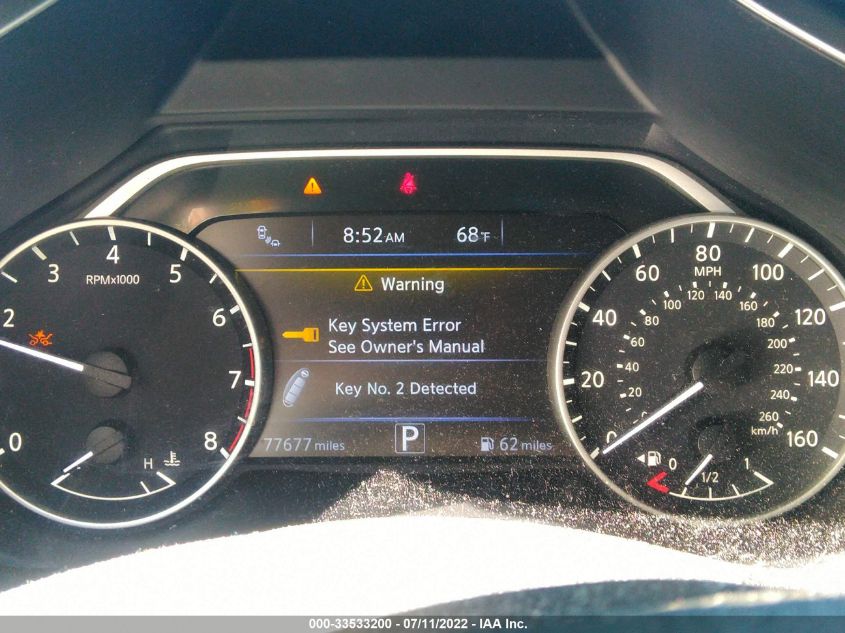 8:52 AM 68°F
Warning
Key System Error
See Owner's Manual
Key No. 2 Detected
77677 miles P 62 miles
RPMx1000
0 2 3 4 5 6 7 8
H
MPH
0 20 40 60 80 100 120 140 160
km/h
0 20 40 60 80 100 120 140 160 180 200 220 240 260
0 1/2 1
000-33533200 - 07/11/2022 - IAA Inc.